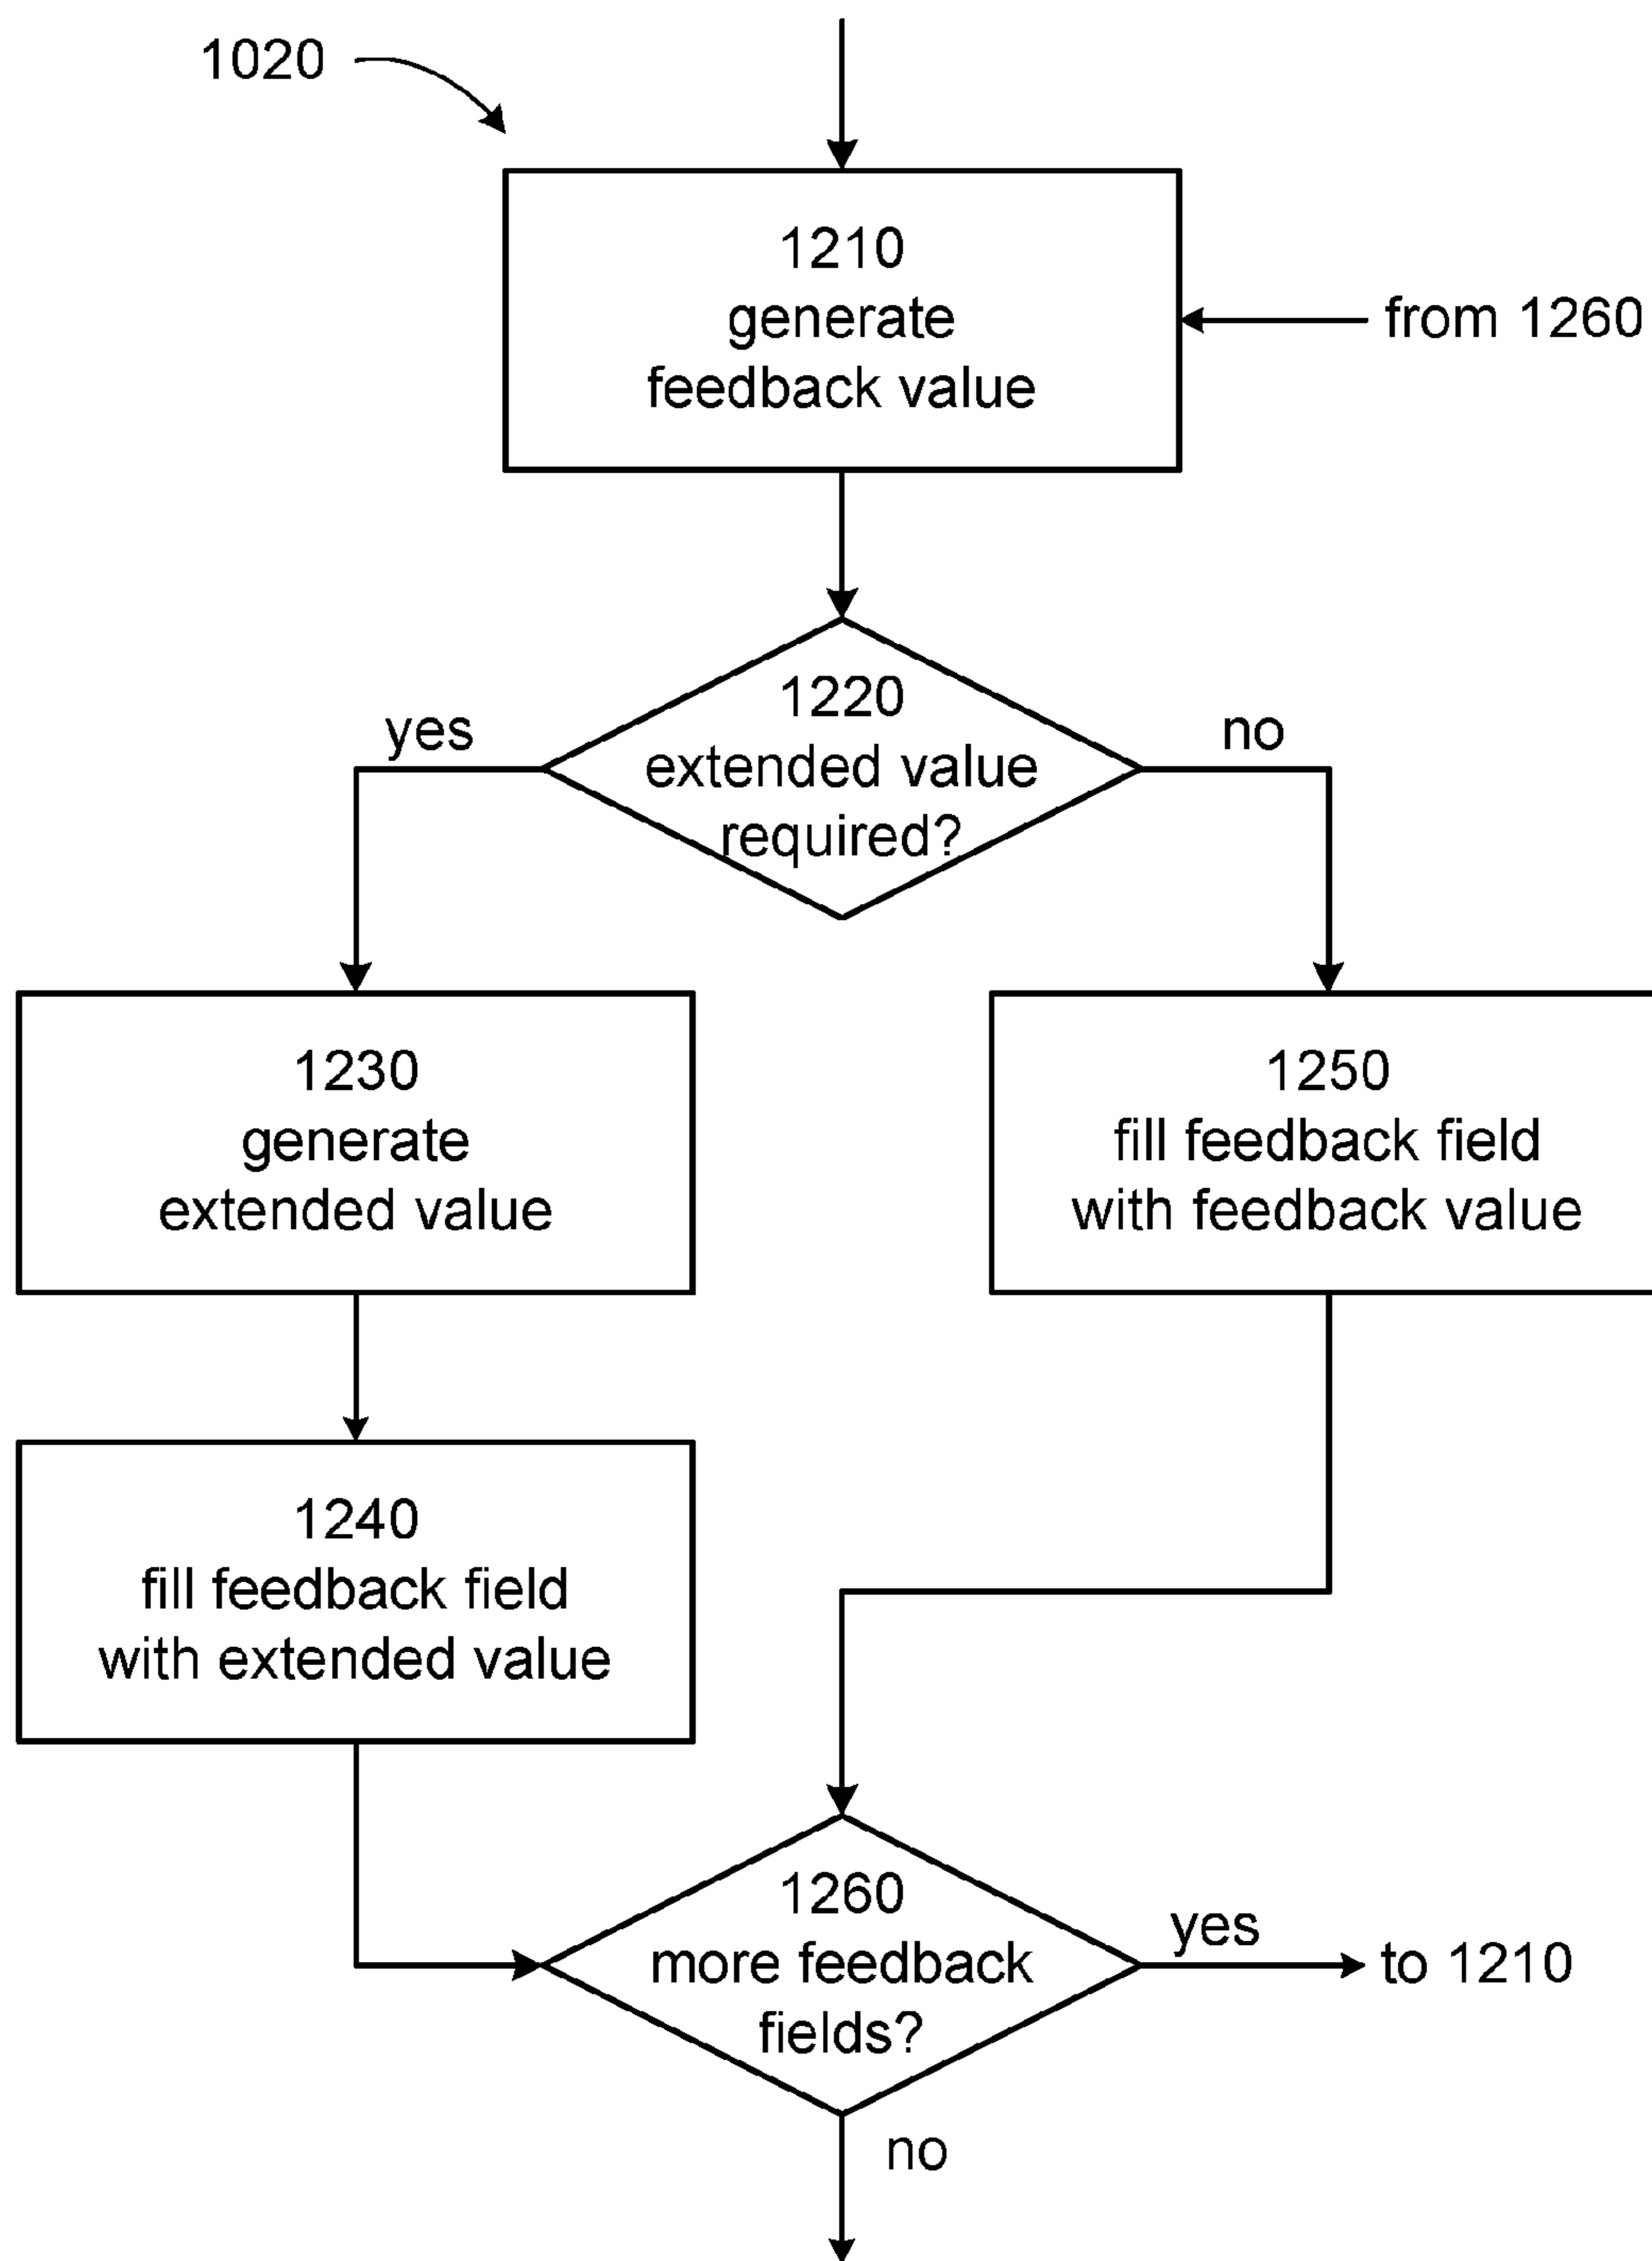 1020
1210
generate
feedback value
from 1260
1220
extended value
required?
yes
no
1230
generate
extended value
1250
fill feedback field
with feedback value
1240
fill feedback field
with extended value
1260
more feedback
fields?
yes
to 1210
no